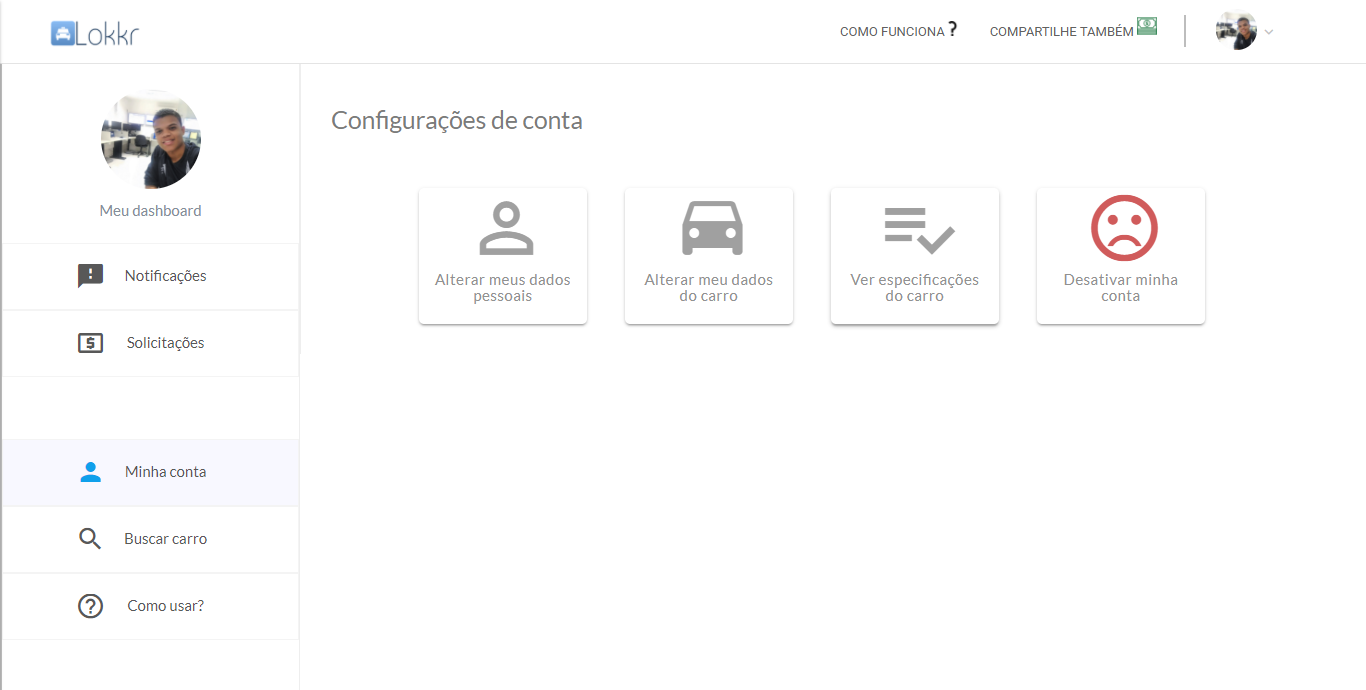 Lokkr
COMO FUNCIONA ?
COMPARTILHE TAMBÉM
Meu dashboard
Notificações
Solicitações
Minha conta
Buscar carro
Como usar?
Configurações de conta
Alterar meus dados
pessoais
Alterar meu dados
do carro
Ver especificações
do carro
Desativar minha
conta